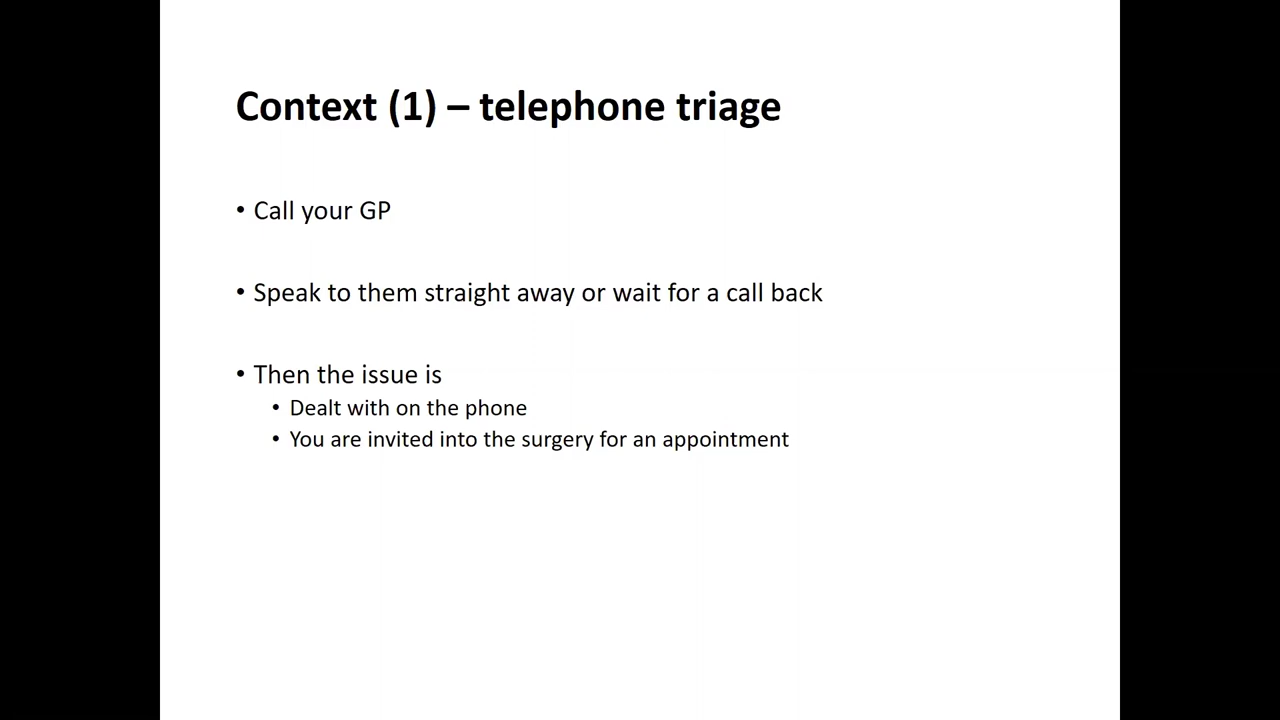 Context (1) – telephone triage
• Call your GP
• Speak to them straight away or wait for a call back
• Then the issue is
• Dealt with on the phone
• You are invited into the surgery for an appointment